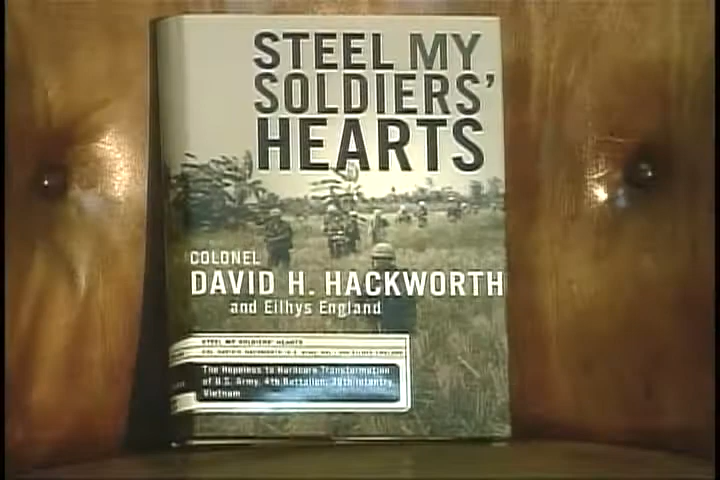 STEEL MY
SOLDIERS'
HEARTS
COLONEL
DAVID H. HACKWORTH
and Eilhys England
STEEL MY SOLDIERS' HEARTS
The Hopeless to Hardcore Transformation
of U.S. Army, 4th Battalion, 39th Infantry,
Vietnam